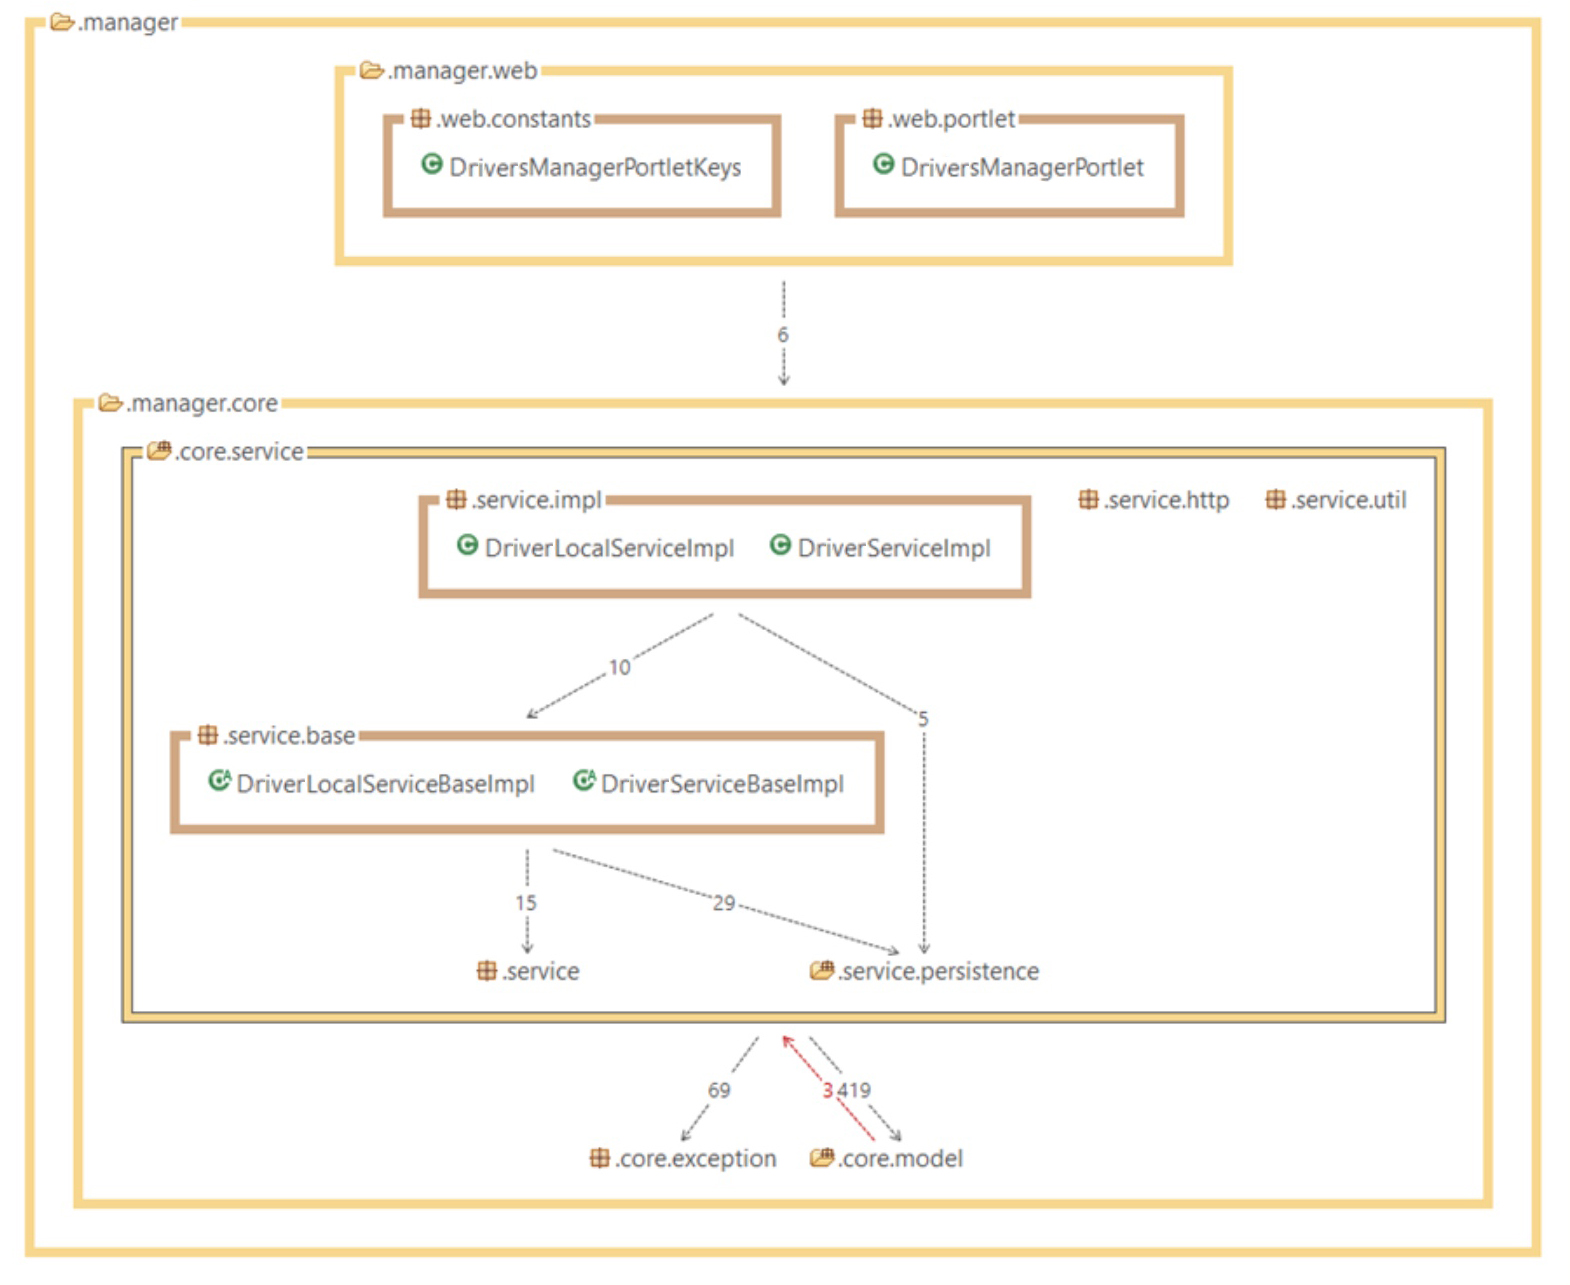 .manager
.manager.web
.web.constants
.web.portlet
DriversManagerPortletKeys
DriversManagerPortlet
6
.manager.core
.core.service
.service.impl
.service.http
.service.util
DriverLocalServiceImpl
DriverServiceImpl
10
5
.service.base
DriverLocalServiceBaseImpl
DriverServiceBaseImpl
15
29
.service
.service.persistence
69
3
419
.core.exception
.core.model